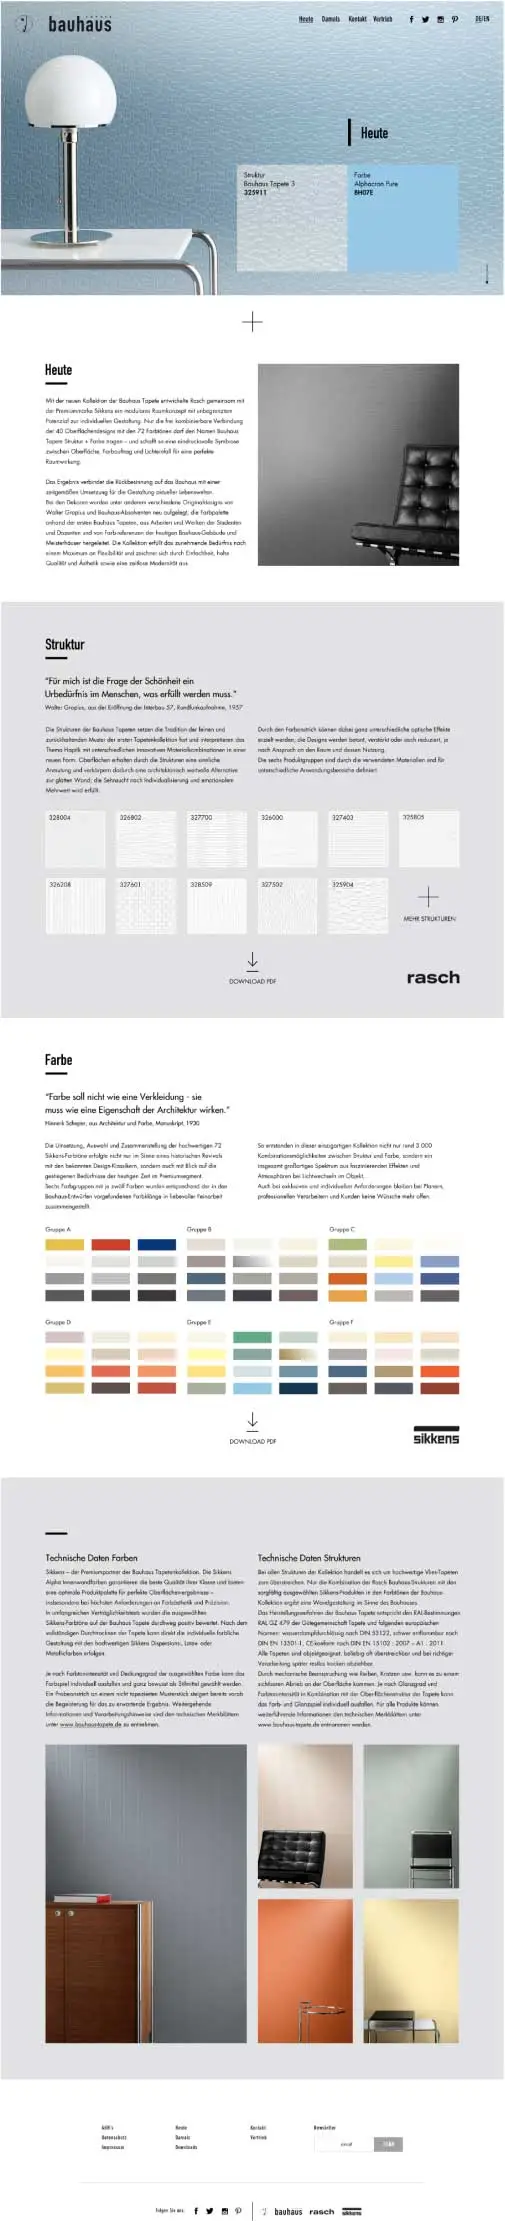 bauhaus
Heute Damals Kontakt Vertrieb
DE/EN
Heute
Struktur
Bauhaus Tapete 3
325911
Farbe
Alphacron Pure
BH07E
Heute
Mit der neuen Kollektion der Bauhaus Tapete entwickelte Rasch gemeinsam mit
der Premiummarke Sikkens ein modulares Raumkonzept mit unbegrenztem
Potenzial zur individuellen Gestaltung. Nur die frei kombinierbare Verbindung
der 40 Oberflächendesigns mit den 72 Farbtönen darf den Namen Bauhaus
Tapete Struktur + Farbe tragen – und schafft so eine eindrucksvolle Symbiose
zwischen Oberfläche, Farbauftrag und Lichteinfall für eine perfekte
Raumwirkung.
Das Ergebnis verbindet die Rückbesinnung auf das Bauhaus mit einer
zeitgemäßen Umsetzung für die Gestaltung aktueller Lebenswelten.
Bei den Dekoren wurden unter anderem verschiedene Originaldesigns von
Walter Gropius und Bauhaus-Absolventen neu aufgelegt, die Farbpalette
anhand der ersten Bauhaus Tapeten, aus Arbeiten und Werken der Studenten
und Dozenten und von Farbreferenzen der heutigen Bauhaus-Gebäude und
Meisterhäuser hergeleitet. Die Kollektion erfüllt das zunehmende Bedürfnis nach
einem Maximum an Flexibilität und zeichnet sich durch Einfachheit, hohe
Qualität und Ästhetik sowie eine zeitlose Modernität aus.
Struktur
"Für mich ist die Frage der Schönheit ein
Urbedürfnis im Menschen, was erfüllt werden muss."
Walter Gropius, aus der Eröffnung der Interbau 57, Rundfunkaufnahme, 1957
Die Strukturen der Bauhaus Tapeten setzen die Tradition der feinen und
zurückhaltenden Muster der ersten Tapetenkollektion fort und interpretieren das
Thema Haptik mit unterschiedlichen innovativen Materialkombinationen in einer
neuen Form. Oberflächen erhalten durch die Strukturen eine sinnliche
Anmutung und verkörpern dadurch eine architektonisch wertvolle Alternative
zur glatten Wand, die Sehnsucht nach Individualisierung und emotionalem
Mehrwert wird erfüllt.
Durch den Farbanstrich können dabei ganz unterschiedliche optische Effekte
erzielt werden, die Designs werden betont, verstärkt oder auch reduziert, je
nach Anspruch an den Raum und dessen Nutzung.
Die sechs Produktgruppen sind durch die verwendeten Materialien und für
unterschiedliche Anwendungsbereiche definiert.
328004 326802 327700 326000 327403 325805
326208 327601 328509 327502 325904
MEHR STRUKTUREN
DOWNLOAD PDF
rasch
Farbe
"Farbe soll nicht wie eine Verkleidung - sie
muss wie eine Eigenschaft der Architektur wirken."
Hinnerk Scheper, aus Architektur und Farbe, Manuskript, 1930
Die Umsetzung, Auswahl und Zusammenstellung der hochwertigen 72
Sikkens-Farbtöne erfolgte nicht nur im Sinne eines historischen Revivals
mit den bekannten Design-Klassikern, sondern auch mit Blick auf die
gestiegenen Bedürfnisse der heutigen Zeit im Premiumsegment.
Sechs Farbgruppen mit je zwölf Farben wurden entsprechend der in den
Bauhaus-Entwürfen vorgefundenen Farbklänge in liebevoller Feinarbeit
zusammengestellt.
So entstanden in dieser einzigartigen Kollektion nicht nur rund 3 000
Kombinationsmöglichkeiten zwischen Struktur und Farbe, sondern ein
insgesamt großartiges Spektrum aus faszinierenden Effekten und
Atmosphären bei Lichtwechseln im Objekt.
Auch bei exklusiven und individuellen Anforderungen bleiben bei Planern,
professionellen Verarbeitern und Kunden keine Wünsche mehr offen.
Gruppe A Gruppe B Gruppe C
Gruppe D Gruppe E Gruppe F
DOWNLOAD PDF
sikkens
Technische Daten Farben
Sikkens – der Premiumpartner der Bauhaus Tapetenkollektion. Die Sikkens
Alpha Innenwandfarben garantieren die beste Qualität ihrer Klasse und bieten
eine optimale Produktpalette für perfekte Oberflächenergebnisse –
insbesondere bei höchsten Anforderungen an Farbästhetik und Präzision.
In umfangreichen Verträglichkeitstests wurden die ausgewählten
Sikkens-Farbtöne auf der Bauhaus Tapete durchweg positiv bewertet. Nach dem
vollständigen Durchtrocknen der Tapete kann direkt die individuelle farbliche
Gestaltung mit den hochwertigen Sikkens Dispersions-, Latex- oder
Metallicfarben erfolgen.
Je nach Farbtonintensität und Deckungsgrad der ausgewählten Farbe kann das
Farbspiel individuell ausfallen und ganz bewusst als Stilmittel gewählt werden.
Ein Probeanstrich an einem nicht tapezierten Musterstück steigert bereits vorab
die Begeisterung für das zu erwartende Ergebnis. Weitergehende
Informationen und Verarbeitungshinweise sind den technischen Merkblättern
unter www.bauhaus-tapete.de zu entnehmen.
Technische Daten Strukturen
Bei allen Strukturen der Kollektion handelt es sich um hochwertige Vlies-Tapeten
zum überstreichen. Nur die Kombination der Rasch Bauhaus-Strukturen mit den
sorgfältig ausgewählten Sikkens-Produkten in den Farbtönen der Bauhaus-
Kollektion ergibt eine Wandgestaltung im Sinne des Bauhauses.
Das Herstellungsverfahren der Bauhaus Tapete entspricht den RAL-Bestimmungen
RAL GZ 479 der Gütegemeinschaft Tapete und folgenden europäischen
Normen: wasserdampfdurchlässig nach DIN 53122, schwer entflammbar nach
DIN EN 13501-1, CE-konform nach DIN EN 15102 : 2007 – A1 : 2011.
Alle Tapeten sind objektgeeignet, beliebig oft überstreichbar und bei richtiger
Verarbeitung später restlos trocken abziehbar.
Durch mechanische Beanspruchung wie Reiben, Kratzen usw. kann es zu einem
sichtbaren Abrieb an der Oberfläche kommen. Je nach Glanzgrad und
Farbtonintensität in Kombination mit der Oberflächenstruktur der Tapete kann
das Farb- und Glanzspiel individuell ausfallen. Für alle Produkte können
weiterführende Informationen den technischen Merkblättern unter
www.bauhaus-tapete.de entnommen werden.
AGB's Heute Kontakt Newsletter
Datenschutz Damals Vertrieb
Impressum Downloads
email
Folgen Sie uns:
bauhaus rasch sikkens